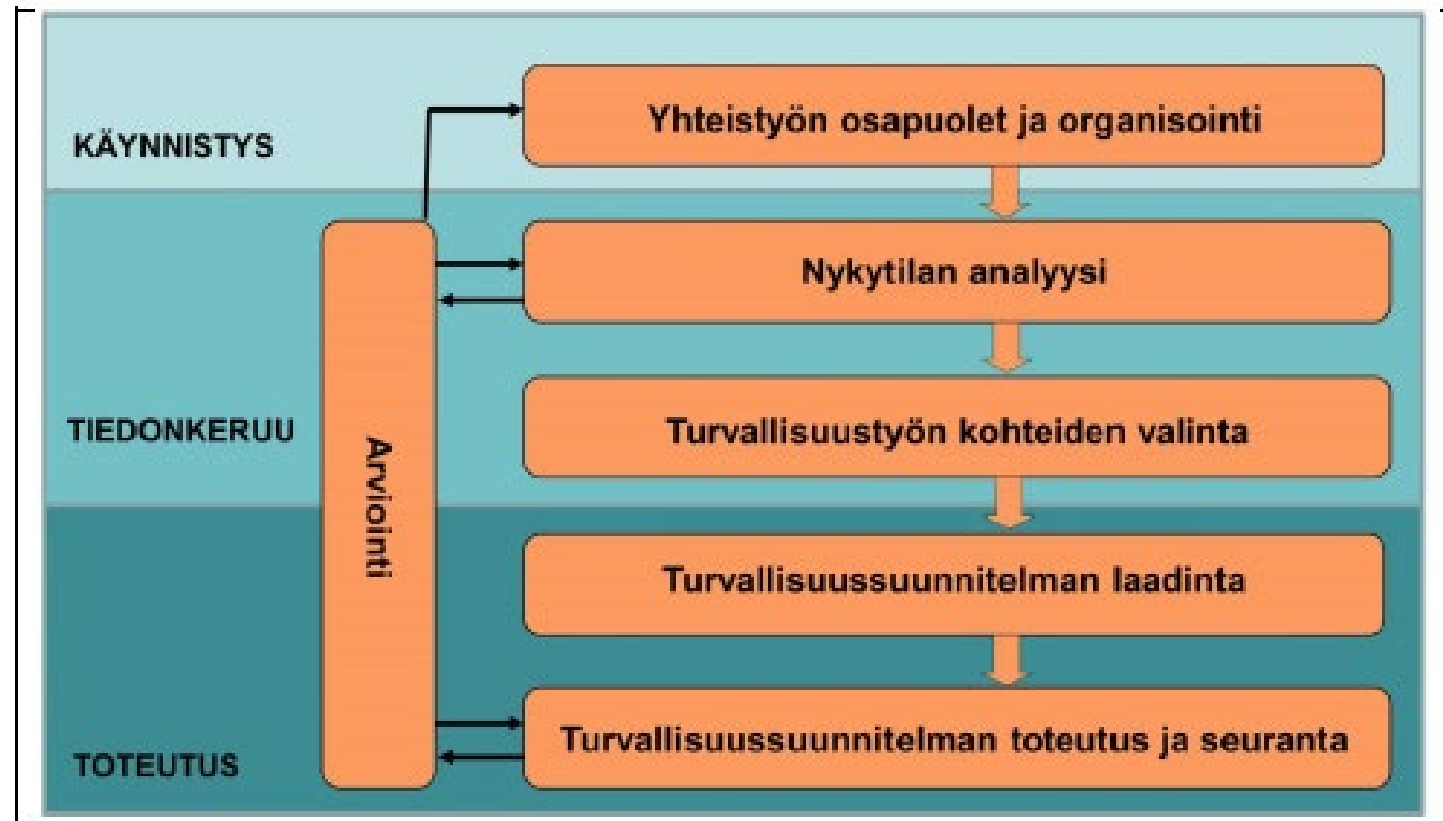 KÄYNNISTYS
Yhteistyön osapuolet ja organisointi
Nykytilan analyysi
TIEDONKERUU
Turvallisuustyön kohteiden valinta
Arviointi
Turvallisuussuunnitelman laadinta
TOTEUTUS
Turvallisuussuunnitelman toteutus ja seuranta